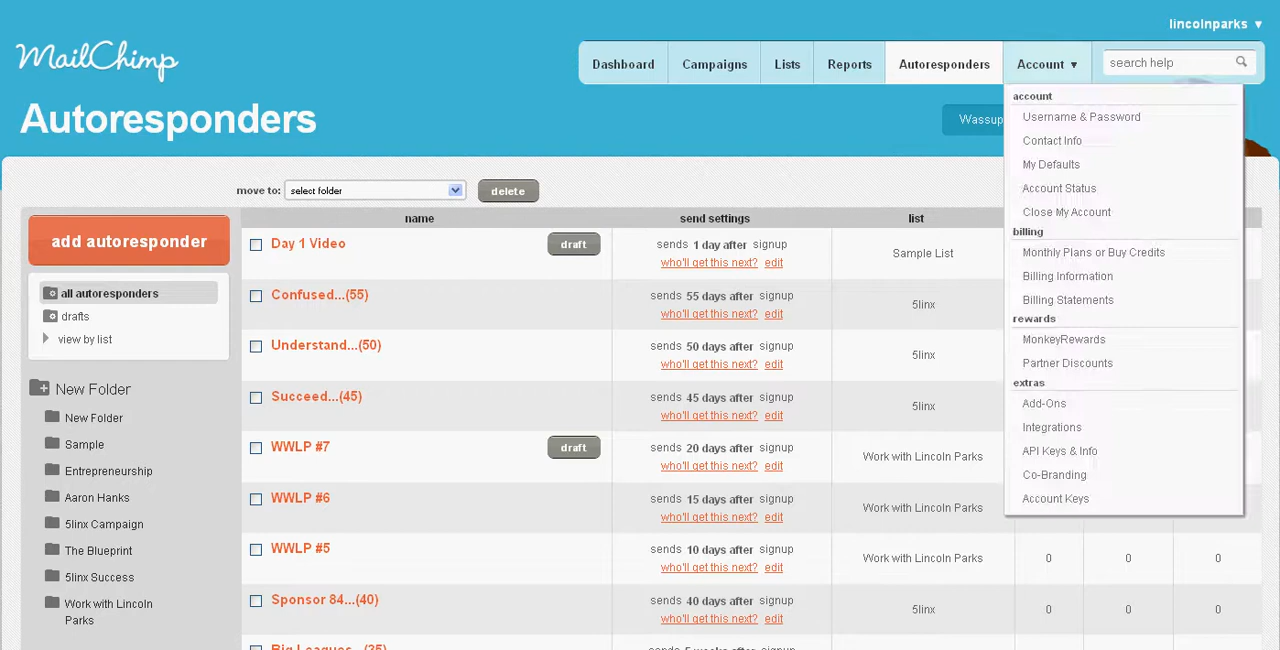 lincolnparks ▼
MailChimp
Dashboard Campaigns Lists Reports Autoresponders Account ▼ search help
Autoresponders
Wassup
account
Username & Password
Contact Info
My Defaults
Account Status
Close My Account
billing
Monthly Plans or Buy Credits
Billing Information
Billing Statements
rewards
MonkeyRewards
Partner Discounts
extras
Add-Ons
Integrations
API Keys & Info
Co-Branding
Account Keys
move to: select folder delete
add autoresponder
all autoresponders
drafts
view by list
New Folder
New Folder
Sample
Entrepreneurship
Aaron Hanks
5linx Campaign
The Blueprint
5linx Success
Work with Lincoln
Parks
name send settings list
Day 1 Video draft sends 1 day after signup Sample List
who'll get this next? edit
Confused...(55) sends 55 days after signup 5linx
who'll get this next? edit
Understand...(50) sends 50 days after signup 5linx
who'll get this next? edit
Succeed...(45) sends 45 days after signup 5linx
who'll get this next? edit
WWLP #7 draft sends 20 days after signup Work with Lincoln Parks
who'll get this next? edit
WWLP #6 sends 15 days after signup Work with Lincoln Parks
who'll get this next? edit
WWLP #5 sends 10 days after signup Work with Lincoln Parks 0 0 0
who'll get this next? edit
Sponsor 84...(40) sends 40 days after signup 5linx 0 0 0
who'll get this next? edit
Big Leagues...(35) sends 5 weeks after signup